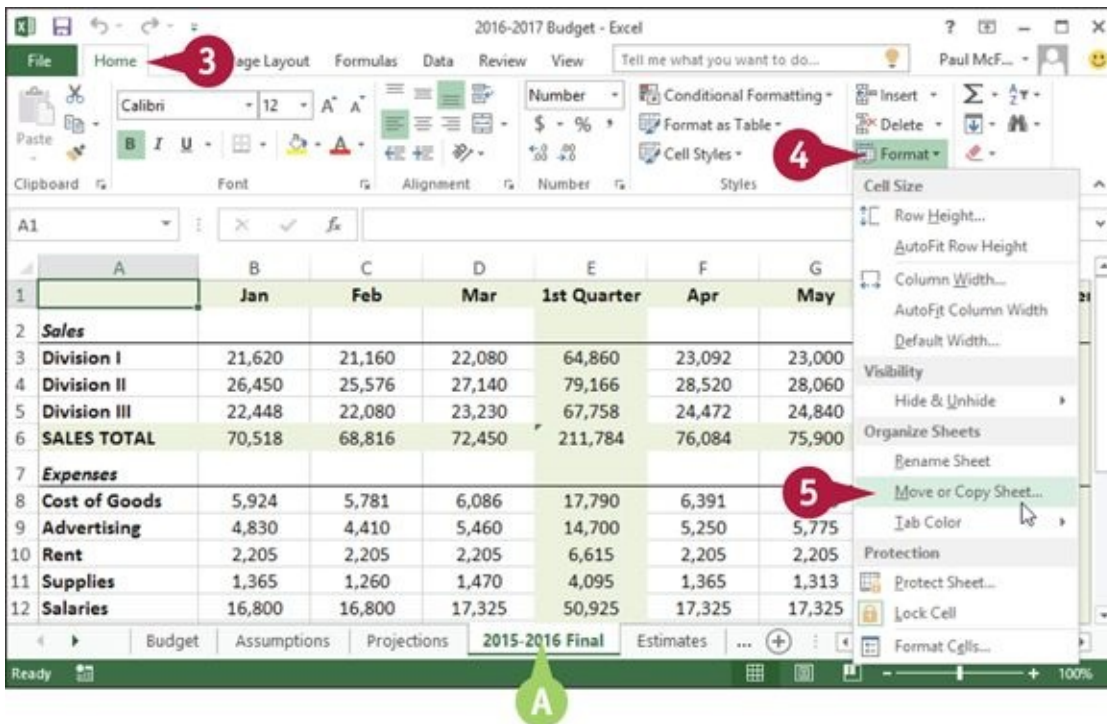 2016-2017 Budget - Excel ?
File Home 3 age Layout Formulas Data Review View Tell me what you want to do... Paul McF...
Paste Calibri 12 A A Number Conditional Formatting Insert Σ
B I U A $ % , Format as Table Delete
Cell Styles 4 Format
Clipboard Font Alignment Number Styles
A1 fx
Cell Size
Row Height...
AutoFit Row Height
Column Width...
AutoFit Column Width
Default Width...
Visibility
Hide & Unhide
Organize Sheets
Rename Sheet
5 Move or Copy Sheet...
Tab Color
Protection
Protect Sheet...
Lock Cell
Format Cells...
A B C D E F G
1 Jan Feb Mar 1st Quarter Apr May
2 Sales
3 Division I 21,620 21,160 22,080 64,860 23,092 23,000
4 Division II 26,450 25,576 27,140 79,166 28,520 28,060
5 Division III 22,448 22,080 23,230 67,758 24,472 24,840
6 SALES TOTAL 70,518 68,816 72,450 211,784 76,084 75,900
7 Expenses
8 Cost of Goods 5,924 5,781 6,086 17,790 6,391
9 Advertising 4,830 4,410 5,460 14,700 5,250 5,775
10 Rent 2,205 2,205 2,205 6,615 2,205 2,205
11 Supplies 1,365 1,260 1,470 4,095 1,365 1,313
12 Salaries 16,800 16,800 17,325 50,925 17,325 17,325
Budget Assumptions Projections 2015-2016 Final Estimates ...
Ready 100%
A